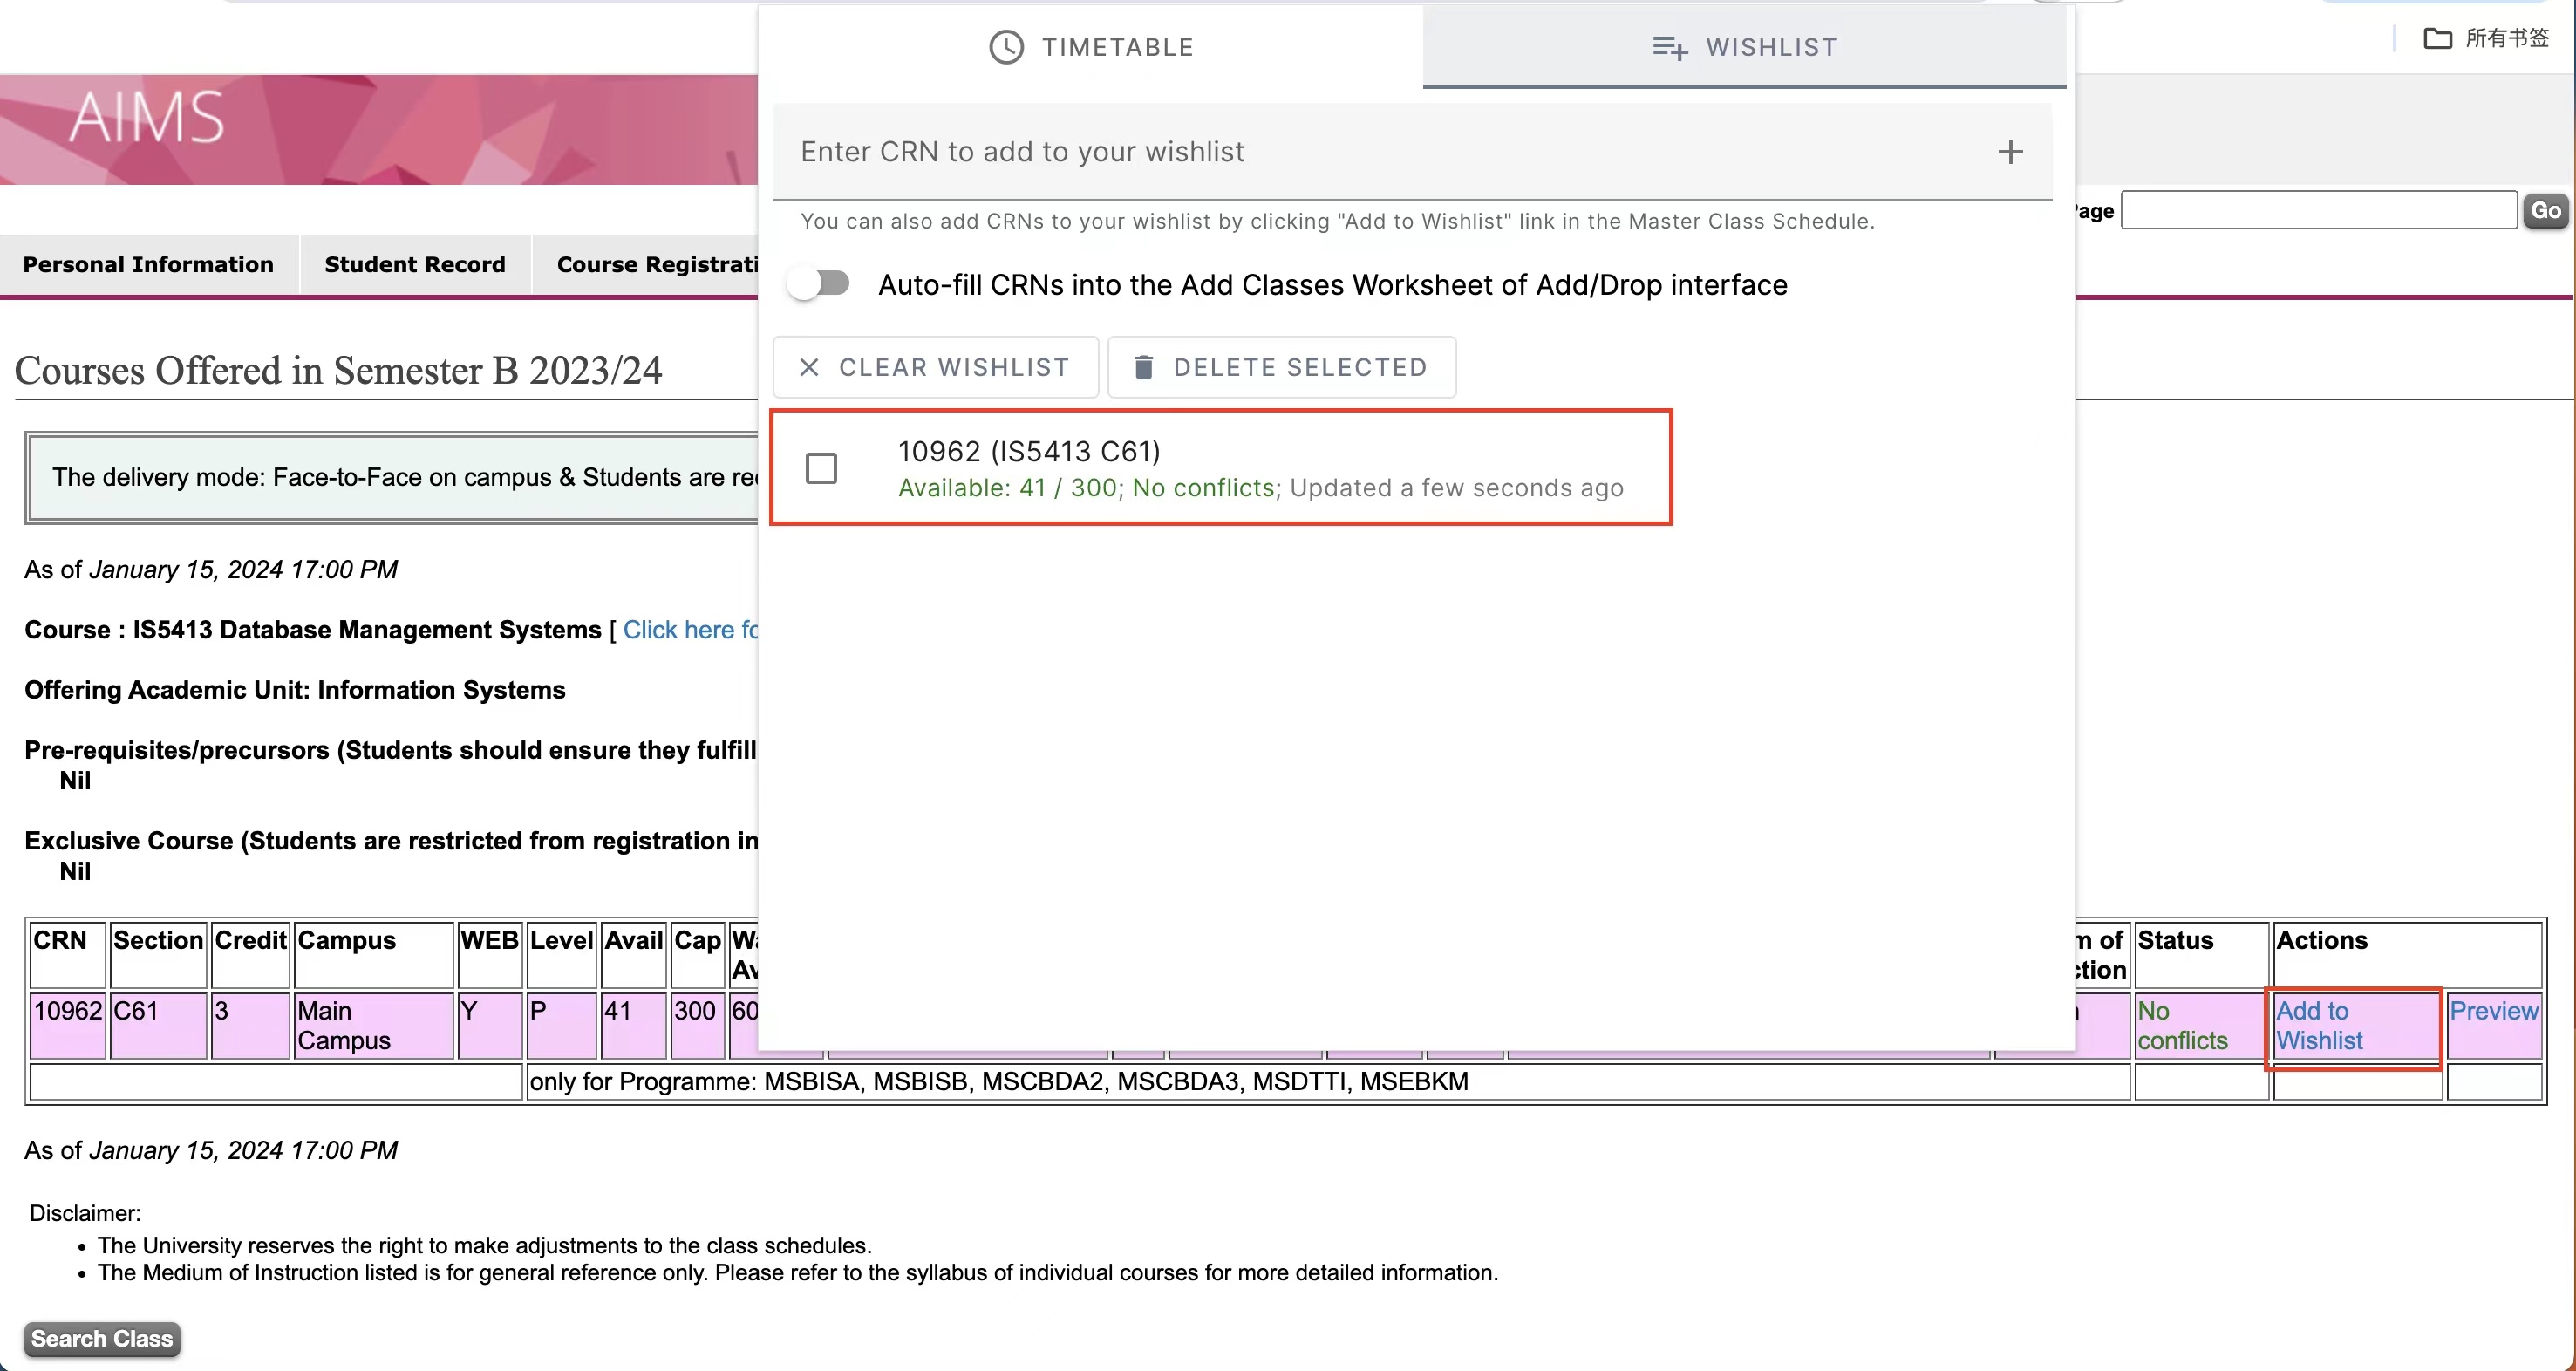 TIMETABLE
WISHLIST
所有书签
AIMS
Enter CRN to add to your wishlist
You can also add CRNs to your wishlist by clicking "Add to Wishlist" link in the Master Class Schedule.
age
Go
Personal Information
Student Record
Course Registrati
Auto-fill CRNs into the Add Classes Worksheet of Add/Drop interface
CLEAR WISHLIST
DELETE SELECTED
Courses Offered in Semester B 2023/24
10962 (IS5413 C61)
Available: 41 / 300; No conflicts; Updated a few seconds ago
The delivery mode: Face-to-Face on campus & Students are re
As of January 15, 2024 17:00 PM
Course : IS5413 Database Management Systems [ Click here fo
Offering Academic Unit: Information Systems
Pre-requisites/precursors (Students should ensure they fulfill
Nil
Exclusive Course (Students are restricted from registration in
Nil
CRN Section Credit Campus WEB Level Avail Cap Wa m of Status Actions
Av ction
10962 C61 3 Main Y P 41 300 60 No Add to Preview
Campus conflicts Wishlist
only for Programme: MSBISA, MSBISB, MSCBDA2, MSCBDA3, MSDTTI, MSEBKM
As of January 15, 2024 17:00 PM
Disclaimer:
• The University reserves the right to make adjustments to the class schedules.
• The Medium of Instruction listed is for general reference only. Please refer to the syllabus of individual courses for more detailed information.
Search Class